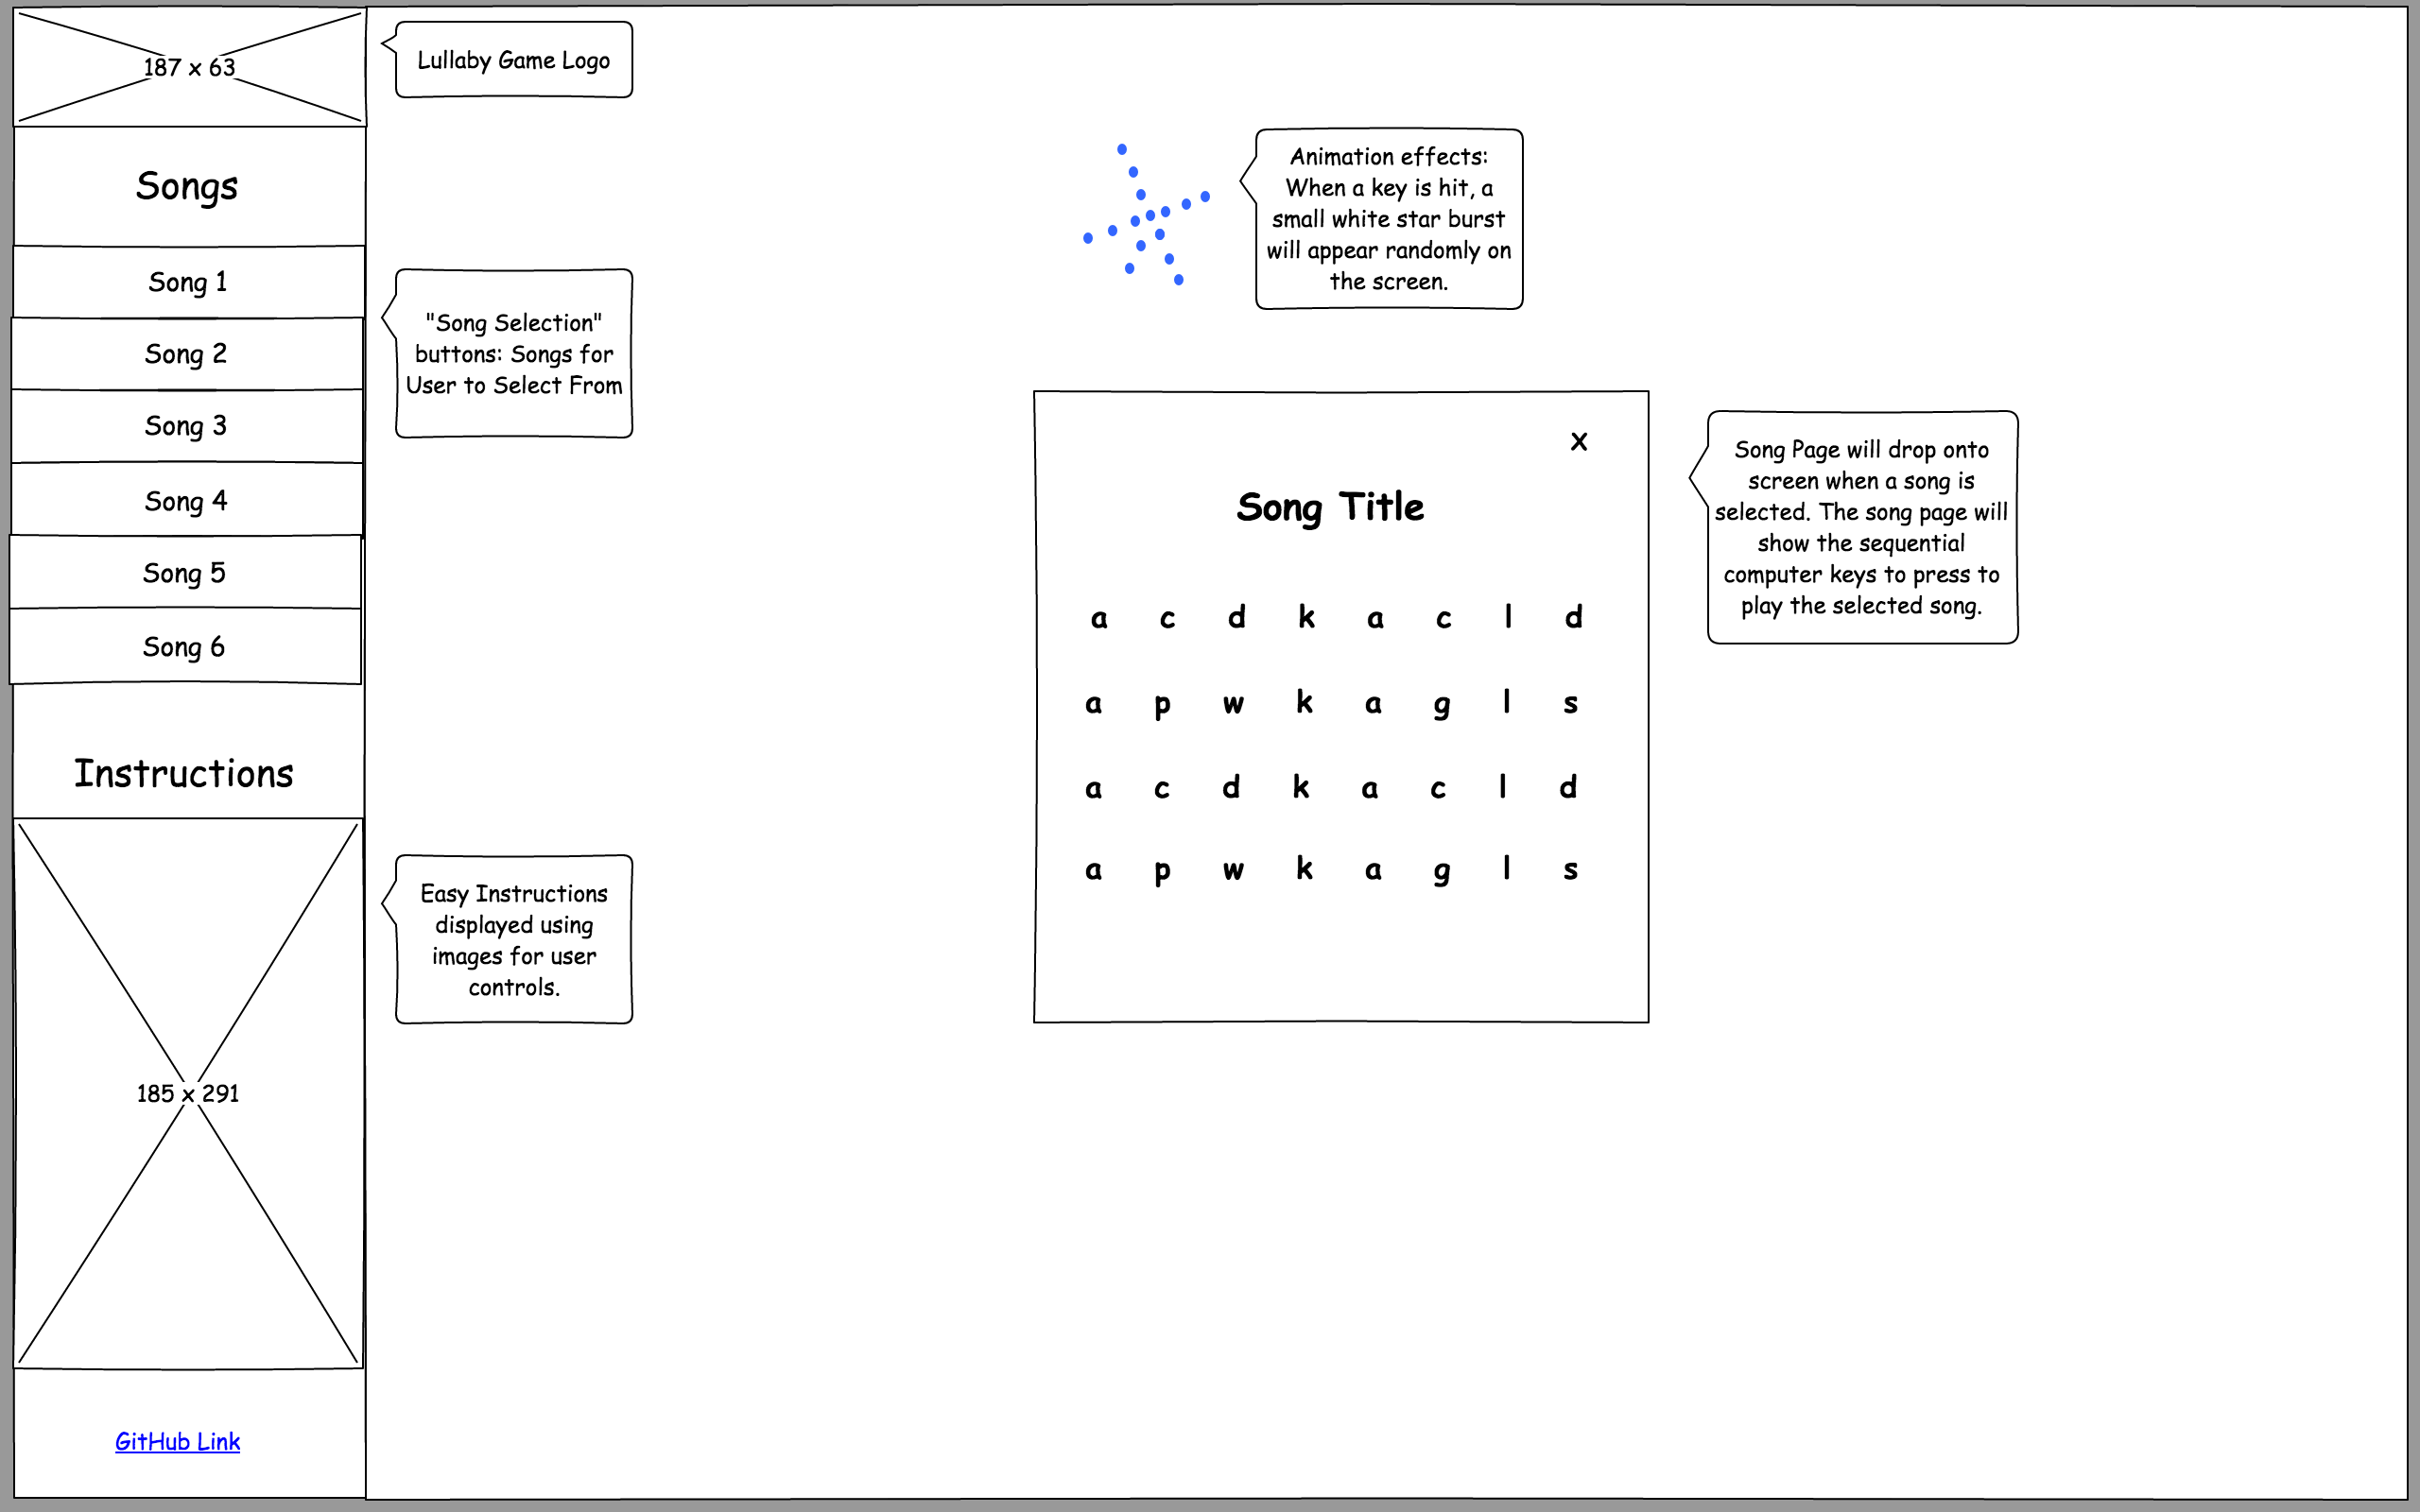 187 x 63
Songs
Song 1
Song 2
Song 3
Song 4
Song 5
Song 6
Instructions
185 x 291
GitHub Link
Lullaby Game Logo
"Song Selection"
buttons: Songs for
User to Select From
Easy Instructions
displayed using
images for user
controls.
Animation effects:
When a key is hit, a
small white star burst
will appear randomly on
the screen.
x
Song Title
a c d k a c l d
a p w k a g l s
a c d k a c l d
a p w k a g l s
Song Page will drop onto
screen when a song is
selected. The song page will
show the sequential
computer keys to press to
play the selected song.